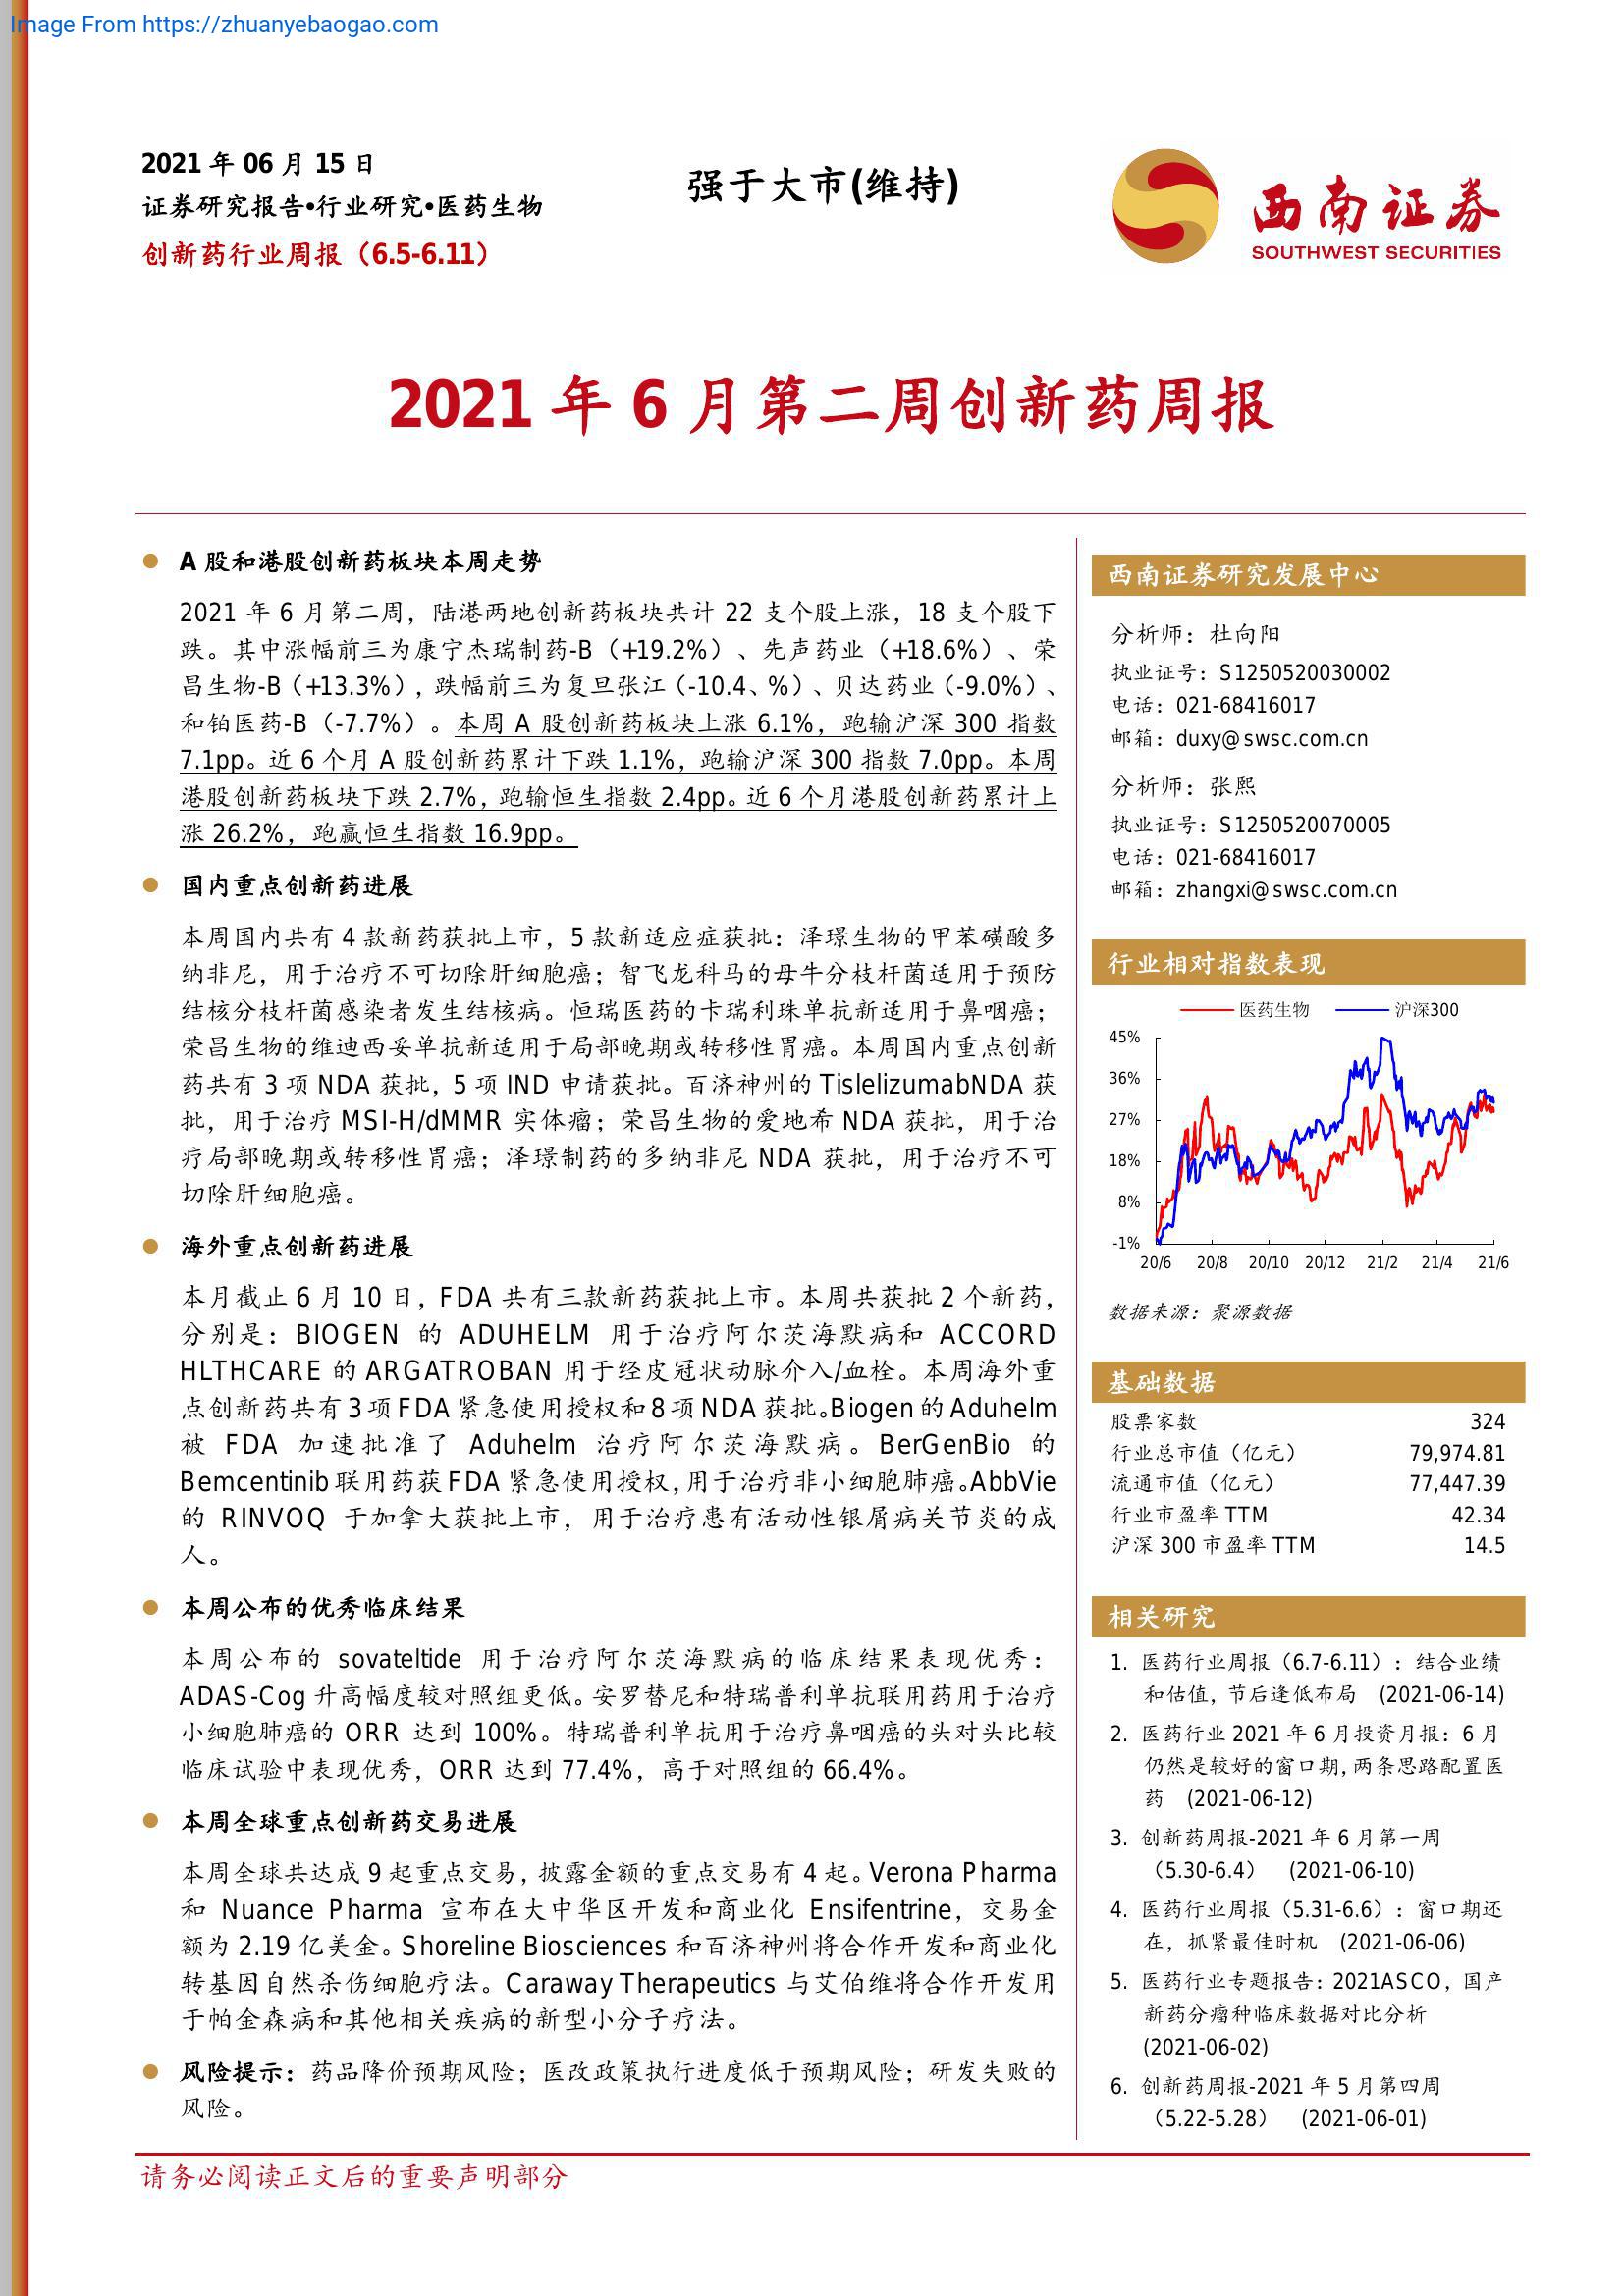 Image From https://zhuanyebaogao.com
2021 年 06 月 15 日
证券研究报告•行业研究•医药生物
创新药行业周报（6.5-6.11）
强于大市(维持)
西南证券
SOUTHWEST SECURITIES
2021 年 6 月第二周创新药周报
A 股和港股创新药板块本周走势
2021 年 6 月第二周，陆港两地创新药板块共计 22 支个股上涨，18 支个股下
跌。其中涨幅前三为康宁杰瑞制药-B（+19.2%）、先声药业（+18.6%）、荣
昌生物-B（+13.3%），跌幅前三为复旦张江（-10.4、%）、贝达药业（-9.0%）、
和铂医药-B（-7.7%）。本周 A 股创新药板块上涨 6.1%，跑输沪深 300 指数
7.1pp。近 6 个月 A 股创新药累计下跌 1.1%，跑输沪深 300 指数 7.0pp。本周
港股创新药板块下跌 2.7%，跑输恒生指数 2.4pp。近 6 个月港股创新药累计上
涨 26.2%，跑赢恒生指数 16.9pp。
国内重点创新药进展
本周国内共有 4 款新药获批上市，5 款新适应症获批：泽璟生物的甲苯磺酸多
纳非尼，用于治疗不可切除肝细胞癌；智飞龙科马的母牛分枝杆菌适用于预防
结核分枝杆菌感染者发生结核病。恒瑞医药的卡瑞利珠单抗新适用于鼻咽癌；
荣昌生物的维迪西妥单抗新适用于局部晚期或转移性胃癌。本周国内重点创新
药共有 3 项 NDA 获批，5 项 IND 申请获批。百济神州的 TislelizumabNDA 获
批，用于治疗 MSI-H/dMMR 实体瘤；荣昌生物的爱地希 NDA 获批，用于治
疗局部晚期或转移性胃癌；泽璟制药的多纳非尼 NDA 获批，用于治疗不可
切除肝细胞癌。
海外重点创新药进展
本月截止 6 月 10 日，FDA 共有三款新药获批上市。本周共获批 2 个新药，
分别是：BIOGEN 的 ADUHELM 用于治疗阿尔茨海默病和 ACCORD
HLTHCARE 的 ARGATROBAN 用于经皮冠状动脉介入/血栓。本周海外重
点创新药共有 3 项 FDA 紧急使用授权和 8 项 NDA 获批。Biogen 的 Aduhelm
被 FDA 加速批准了 Aduhelm 治疗阿尔茨海默病。BerGenBio 的
Bemcentinib 联用药获 FDA 紧急使用授权，用于治疗非小细胞肺癌。AbbVie
的 RINVOQ 于加拿大获批上市，用于治疗患有活动性银屑病关节炎的成
人。
本周公布的优秀临床结果
本周公布的 sovateltide 用于治疗阿尔茨海默病的临床结果表现优秀：
ADAS-Cog 升高幅度较对照组更低。安罗替尼和特瑞普利单抗联用药用于治疗
小细胞肺癌的 ORR 达到 100%。特瑞普利单抗用于治疗鼻咽癌的头对头比较
临床试验中表现优秀，ORR 达到 77.4%，高于对照组的 66.4%。
本周全球重点创新药交易进展
本周全球共达成 9 起重点交易，披露金额的重点交易有 4 起。Verona Pharma
和 Nuance Pharma 宣布在大中华区开发和商业化 Ensifentrine，交易金
额为 2.19 亿美金。Shoreline Biosciences 和百济神州将合作开发和商业化
转基因自然杀伤细胞疗法。Caraway Therapeutics 与艾伯维将合作开发用
于帕金森病和其他相关疾病的新型小分子疗法。
风险提示：药品降价预期风险；医改政策执行进度低于预期风险；研发失败的
风险。
西南证券研究发展中心
分析师：杜向阳
执业证号：S1250520030002
电话：021-68416017
邮箱：duxy@swsc.com.cn
分析师：张熙
执业证号：S1250520070005
电话：021-68416017
邮箱：zhangxi@swsc.com.cn
行业相对指数表现
医药生物 沪深300
45%
36%
27%
18%
8%
-1%
20/6 20/8 20/10 20/12 21/2 21/4 21/6
数据来源：聚源数据
基础数据
股票家数 324
行业总市值（亿元） 79,974.81
流通市值（亿元） 77,447.39
行业市盈率 TTM 42.34
沪深 300 市盈率 TTM 14.5
相关研究
1. 医药行业周报（6.7-6.11）：结合业绩
和估值，节后逢低布局 (2021-06-14)
2. 医药行业 2021 年 6 月投资月报：6 月
仍然是较好的窗口期，两条思路配置医
药 (2021-06-12)
3. 创新药周报-2021 年 6 月第一周
（5.30-6.4） (2021-06-10)
4. 医药行业周报（5.31-6.6）：窗口期还
在，抓紧最佳时机 (2021-06-06)
5. 医药行业专题报告：2021ASCO，国产
新药分瘤种临床数据对比分析
(2021-06-02)
6. 创新药周报-2021 年 5 月第四周
（5.22-5.28） (2021-06-01)
请务必阅读正文后的重要声明部分